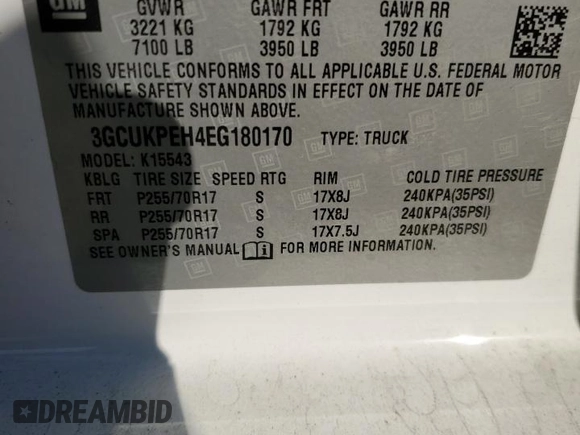 GM
GVWR GAWR FRT GAWR RR
3221 KG 1792 KG 1792 KG
7100 LB 3950 LB 3950 LB
THIS VEHICLE CONFORMS TO ALL APPLICABLE U.S. FEDERAL MOTOR
VEHICLE SAFETY STANDARDS IN EFFECT ON THE DATE OF
MANUFACTURE SHOWN ABOVE.
3GCUKPEH4EG180170 TYPE: TRUCK
MODEL: K15543
KBLG TIRE SIZE SPEED RTG RIM COLD TIRE PRESSURE
FRT P255/70R17 S 17X8J 240KPA(35PSI)
RR P255/70R17 S 17X8J 240KPA(35PSI)
SPA P255/70R17 S 17X7.5J 240KPA(35PSI)
SEE OWNER'S MANUAL FOR MORE INFORMATION.
DREAMBID